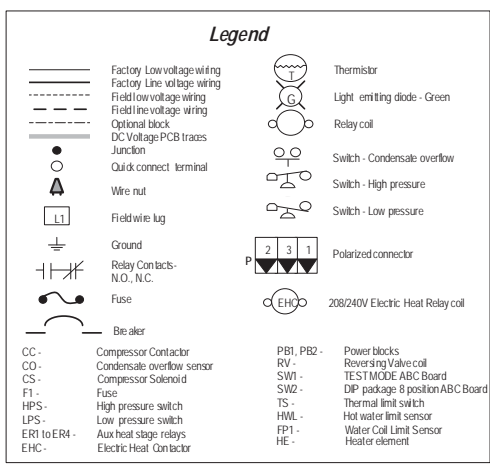 Legend
Factory Low voltage wiring
Factory Line voltage wiring
Field low voltage wiring
Field line voltage wiring
Optional block
DC Voltage PCB traces
Junction
Quick connect terminal
Wire nut
L1 Field wire lug
Ground
Relay Contacts-
N.O., N.C.
Fuse
Breaker
T Thermistor
G Light emitting diode - Green
Relay coil
Switch - Condensate overflow
Switch - High pressure
Switch - Low pressure
P 2 3 1 Polarized connector
EHC 208/240V Electric Heat Relay coil
CC - Compressor Contactor
CO - Condensate overflow sensor
CS - Compressor Solenoid
F1 - Fuse
HPS - High pressure switch
LPS - Low pressure switch
ER1 to ER4 - Aux heat stage relays
EHC - Electric Heat Contactor
PB1, PB2 - Power blocks
RV - Reversing Valve coil
SW1 - TEST MODE ABC Board
SW2 - DIP package 8 position ABC Board
TS - Thermal limit switch
HWL - Hot water limit sensor
FP1 - Water Coil Limit Sensor
HE - Heater element